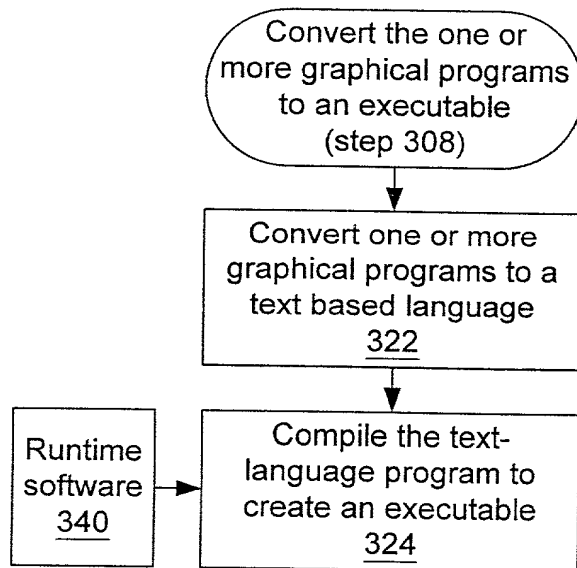 Convert the one or
more graphical programs
to an executable
(step 308)
Convert one or more
graphical programs to a
text based language
322
Runtime
software
340
Compile the text-
language program to
create an executable
324